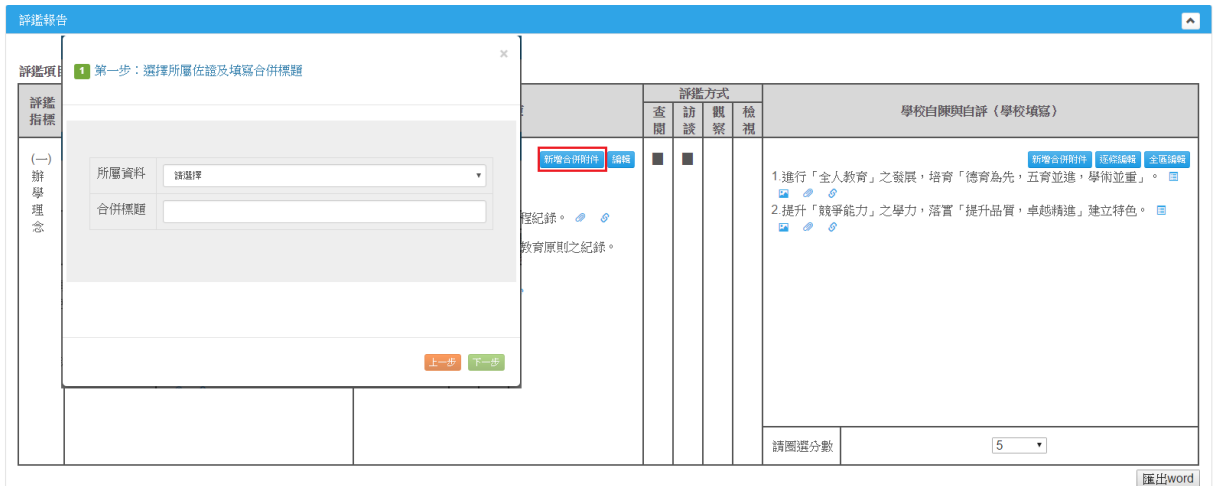 評鑑報告
×
評鑑項目
1 第一步：選擇所屬佐證及填寫合併標題
評鑑指標
評鑑方式
查閱
訪談
觀察
檢視
學校自陳與自評（學校填寫）
(一)辦學理念
所屬資料
請選擇
合併標題
上一步
下一步
新增合併附件
編輯
程紀錄。
教育原則之紀錄。
■
■
新增合併附件
逐條編輯
全區編輯
1.進行「全人教育」之發展，培育「德育為先，五育並進，學術並重」。
2.提升「競爭能力」之學力，落實「提升品質，卓越精進」建立特色。
請圈選分數
5
匯出word